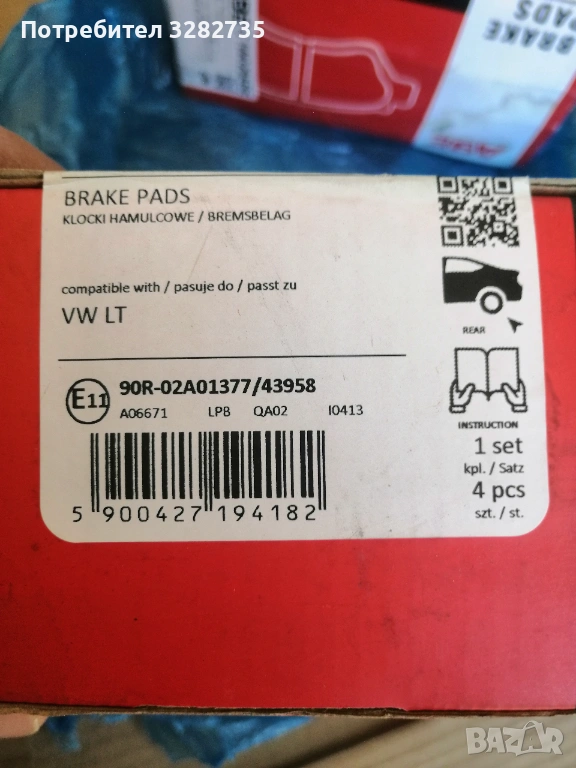 Потребител 3282735
BRAKE
PADS
BRAKE PADS
KLOCKI HAMULCOWE / BREMSBELAG
compatible with / pasuje do / passt zu
VW LT
REAR
E11 90R-02A01377/43958
A06671 LPB QA02 I0413
INSTRUCTION
1 set
kpl. / Satz
4 pcs
szt. / st.
5 900427 194182
BAZAR